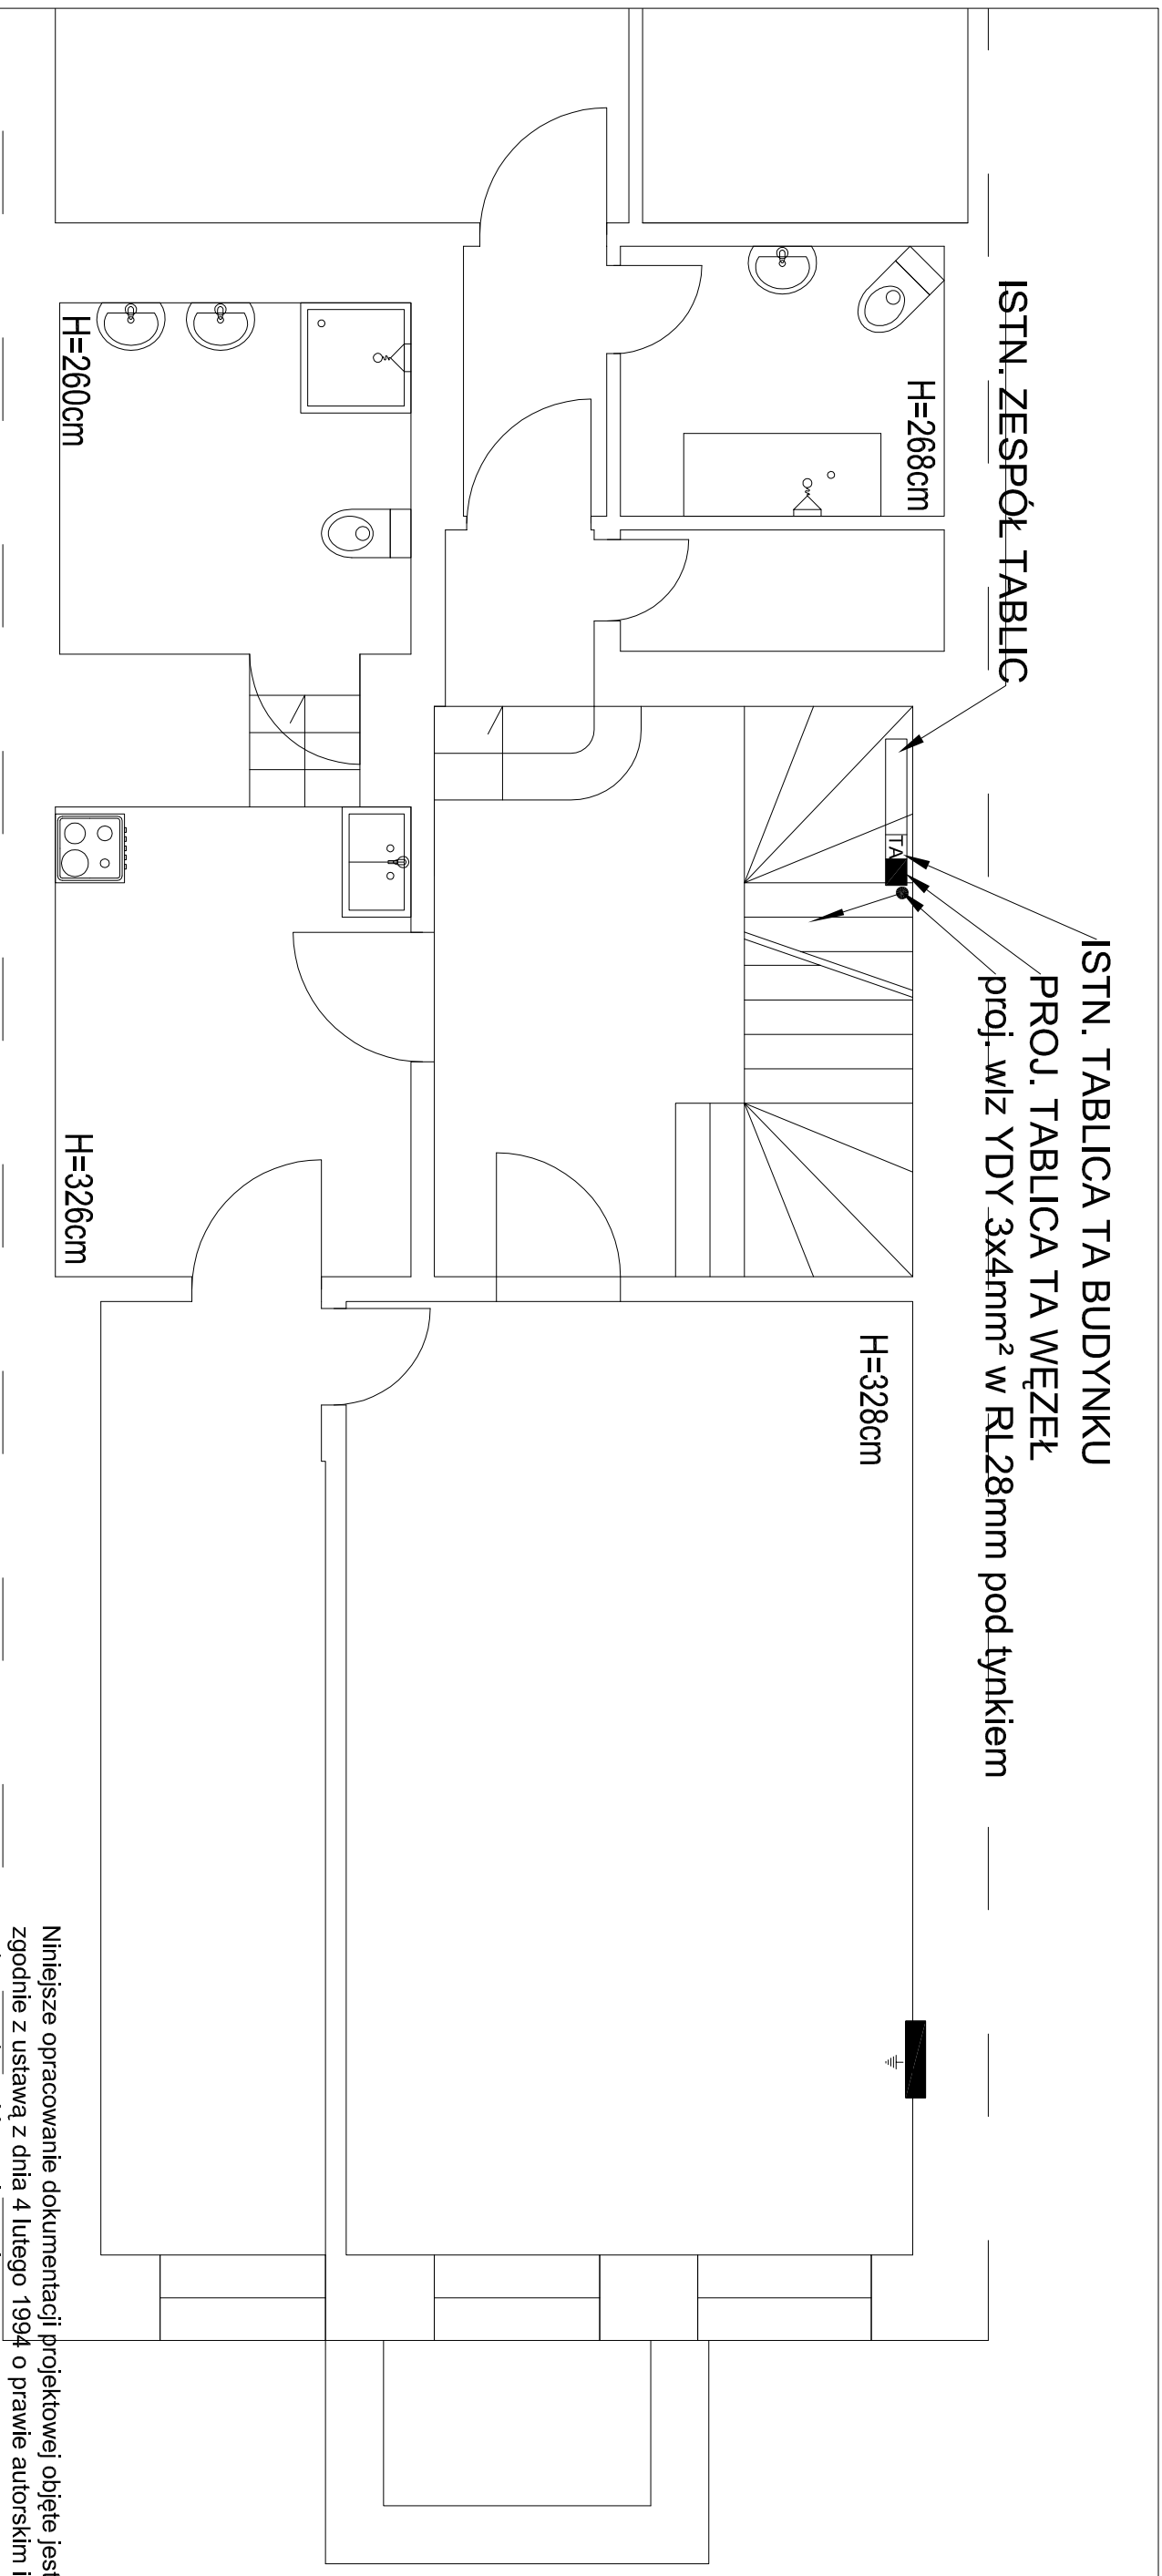 ISTN. TABLICA TA BUDYNKU
PROJ. TABLICA TA WĘZEŁ
proj. wlz YDY 3x4mm² w RL28mm pod tynkiem
ISTN. ZESPÓŁ TABLIC
TA
H=268cm
H=328cm
H=260cm
H=326cm
Niniejsze opracowanie dokumentacji projektowej objęte jest
zgodnie z ustawą z dnia 4 lutego 1994 o prawie autorskim i